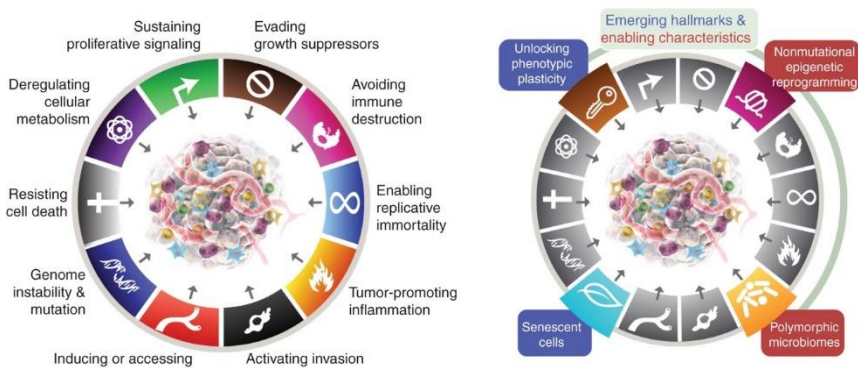 Sustaining
proliferative signaling
Evading
growth suppressors
Deregulating
cellular
metabolism
Avoiding
immune
destruction
Resisting
cell death
Enabling
replicative
immortality
Genome
instability &
mutation
Tumor-promoting
inflammation
Inducing or accessing
Activating invasion
Emerging hallmarks &
enabling characteristics
Unlocking
phenotypic
plasticity
Nonmutational
epigenetic
reprogramming
Senescent
cells
Polymorphic
microbiomes